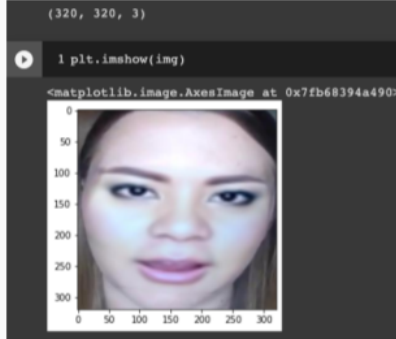 (320, 320, 3)
1 plt.imshow(img)
<matplotlib.image.AxesImage at 0x7fb68394a490>
0
50
100
150
200
250
300
0 50 100 150 200 250 300